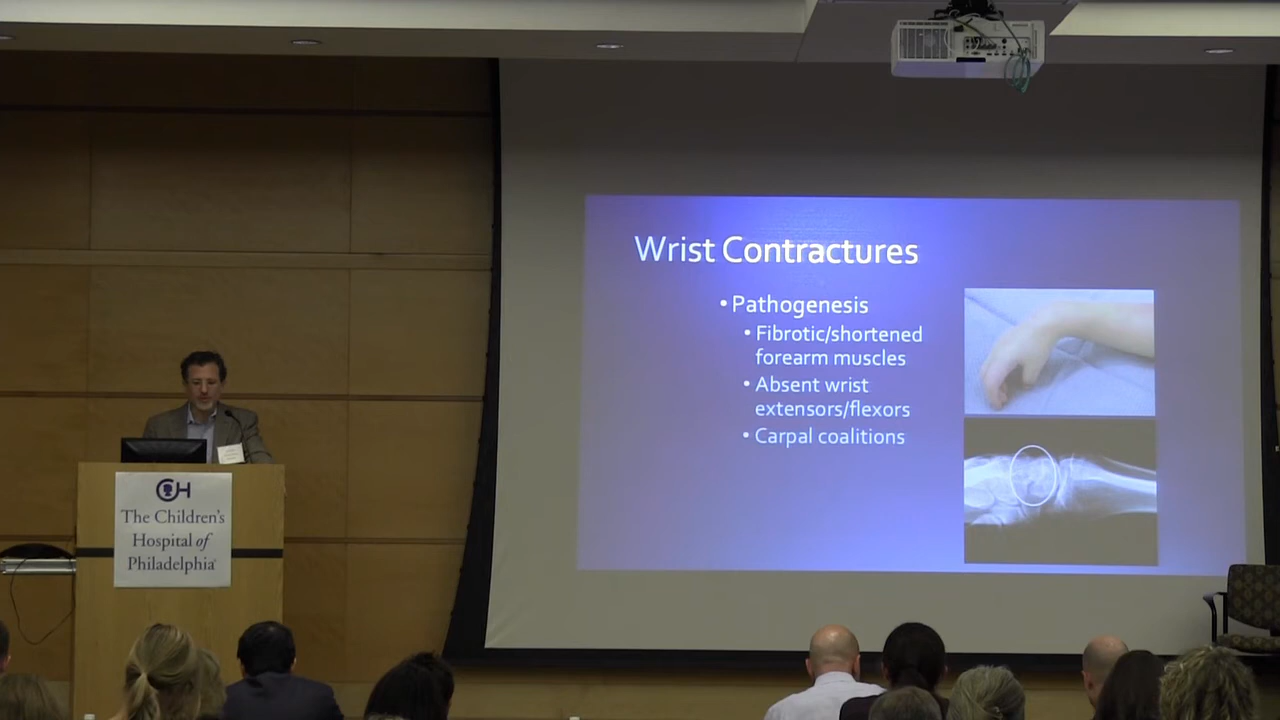 Wrist Contractures
• Pathogenesis
• Fibrotic/shortened
forearm muscles
• Absent wrist
extensors/flexors
• Carpal coalitions
CH
The Children's
Hospital of
Philadelphia